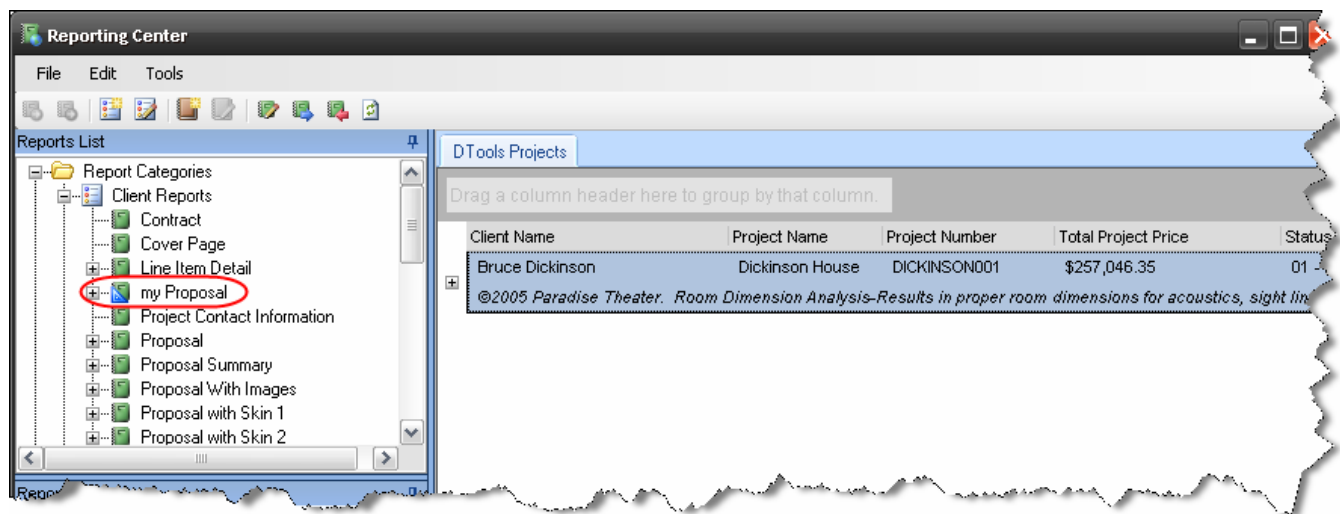 Reporting Center
File Edit Tools
Reports List
Report Categories
Client Reports
Contract
Cover Page
Line Item Detail
my Proposal
Project Contact Information
Proposal
Proposal Summary
Proposal With Images
Proposal with Skin 1
Proposal with Skin 2
DTools Projects
Drag a column header here to group by that column.
Client Name Project Name Project Number Total Project Price Status
Bruce Dickinson Dickinson House DICKINSON001 $257,046.35 01 -
©2005 Paradise Theater. Room Dimension Analysis–Results in proper room dimensions for acoustics, sight